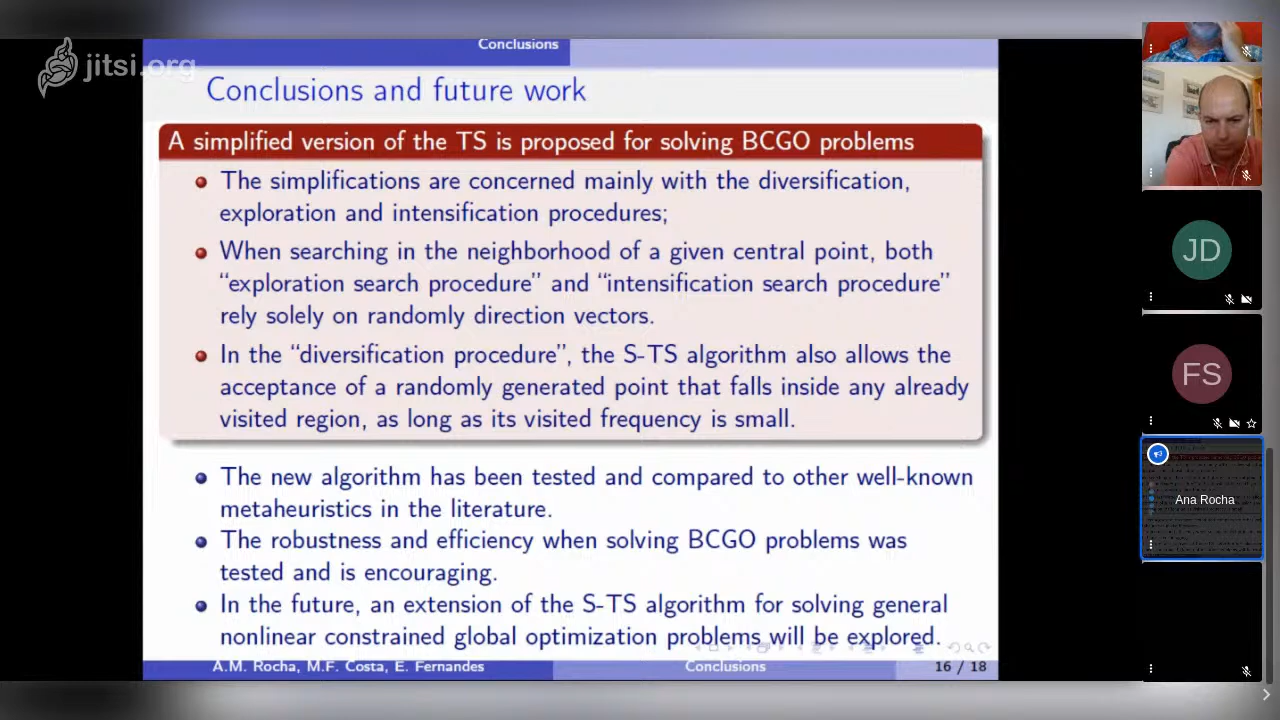 jitsi.org
Conclusions
Conclusions and future work
A simplified version of the TS is proposed for solving BCGO problems
The simplifications are concerned mainly with the diversification,
exploration and intensification procedures;
When searching in the neighborhood of a given central point, both
“exploration search procedure” and “intensification search procedure”
rely solely on randomly direction vectors.
In the “diversification procedure”, the S-TS algorithm also allows the
acceptance of a randomly generated point that falls inside any already
visited region, as long as its visited frequency is small.
The new algorithm has been tested and compared to other well-known
metaheuristics in the literature.
The robustness and efficiency when solving BCGO problems was
tested and is encouraging.
In the future, an extension of the S-TS algorithm for solving general
nonlinear constrained global optimization problems will be explored.
A.M. Rocha, M.F. Costa, E. Fernandes
Conclusions
16 / 18
JD
FS
Ana Rocha